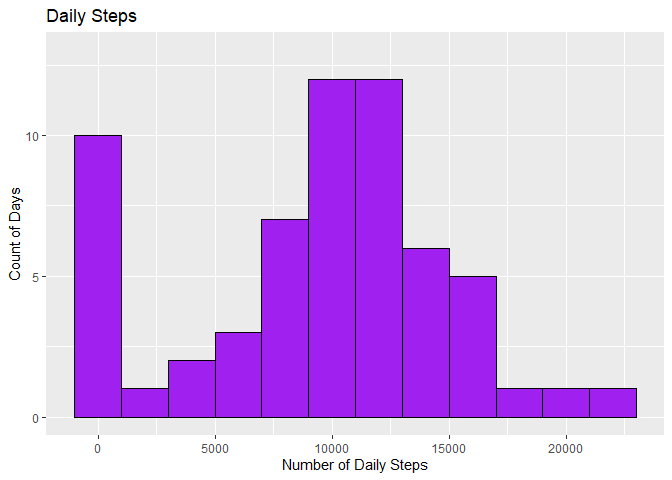 Daily Steps
Count of Days
10
5
0
0 5000 10000 15000 20000
Number of Daily Steps